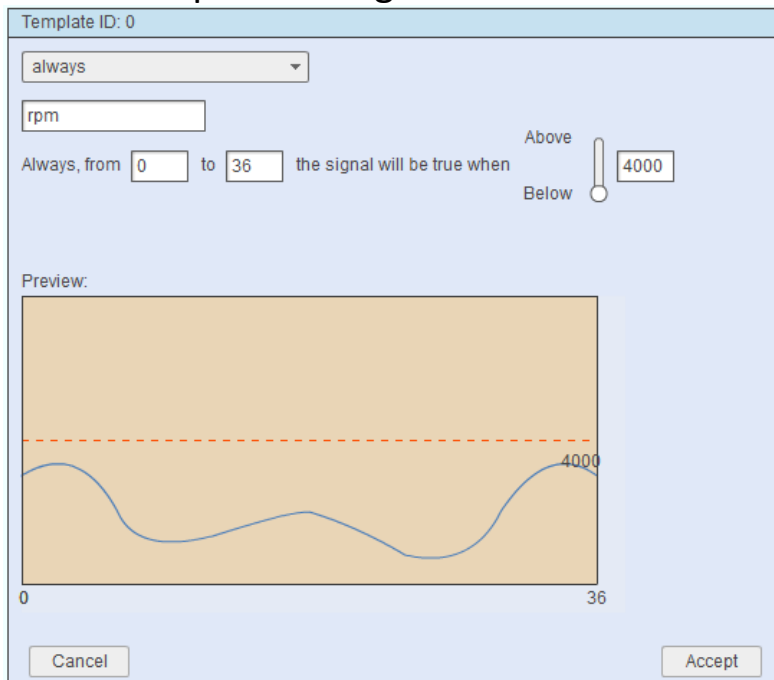 Template ID: 0
always
rpm
Above
Always, from 0 to 36 the signal will be true when 4000
Below
Preview:
4000
0 36
Cancel Accept